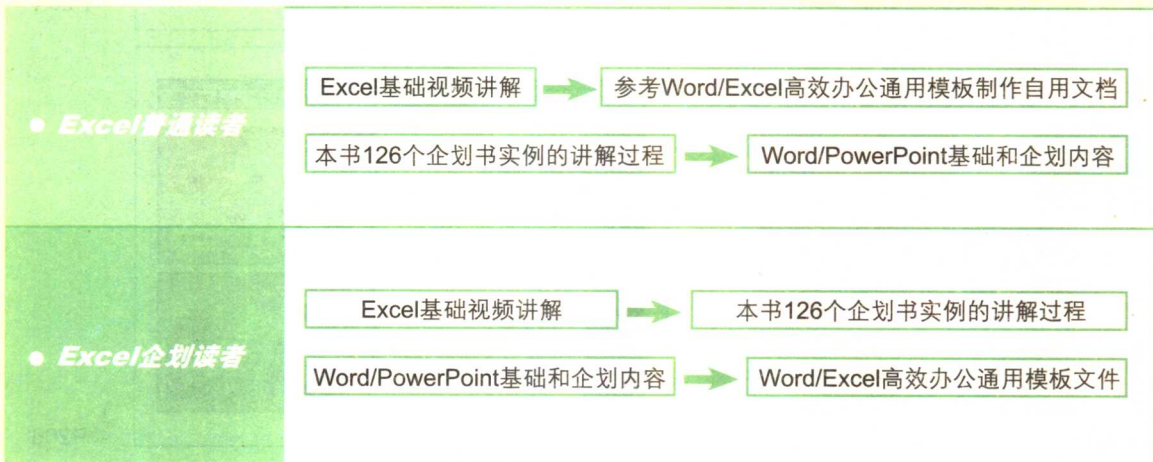 Excel基础视频讲解
参考Word/Excel高效办公通用模板制作自用文档
● Excel普通读者
本书126个企划书实例的讲解过程
Word/PowerPoint基础和企划内容
Excel基础视频讲解
本书126个企划书实例的讲解过程
● Excel企划读者
Word/PowerPoint基础和企划内容
Word/Excel高效办公通用模板文件